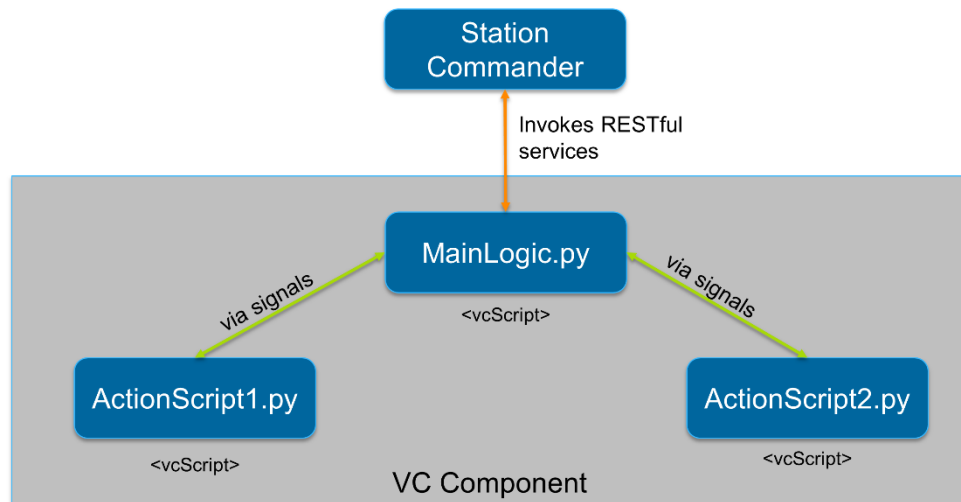 Station
Commander
Invokes RESTful
services
MainLogic.py
<vcScript>
via signals
via signals
ActionScript1.py
ActionScript2.py
<vcScript>
<vcScript>
VC Component